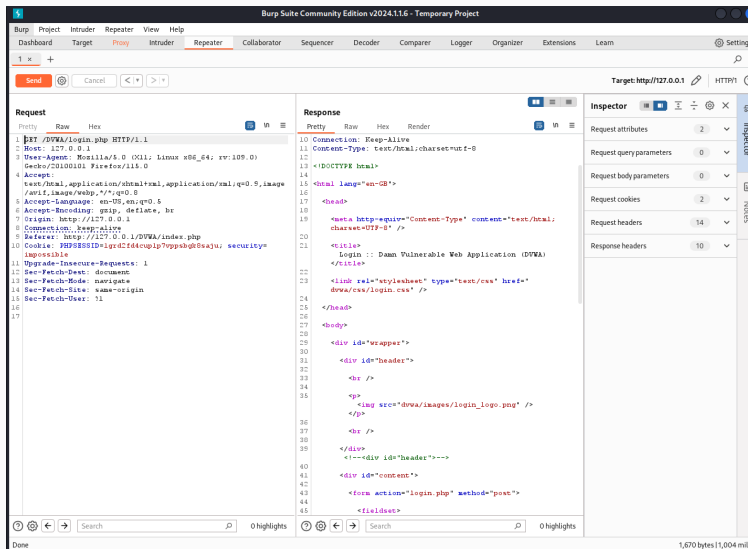 Burp Suite Community Edition v2024.1.1.6 - Temporary Project
Burp Project Intruder Repeater View Help
Dashboard Target Proxy Intruder Repeater Collaborator Sequencer Decoder Comparer Logger Organizer Extensions Learn Setting
1 × +
Send Cancel < >
Target: http://127.0.0.1 HTTP/1
Request
Pretty Raw Hex
1 GET /DVWA/login.php HTTP/1.1
2 Host: 127.0.0.1
3 User-Agent: Mozilla/5.0 (X11; Linux x86_64; rv:109.0)
Gecko/20100101 Firefox/115.0
4 Accept:
text/html,application/xhtml+xml,application/xml;q=0.9,image
/avif,image/webp,*/*;q=0.8
5 Accept-Language: en-US,en;q=0.5
6 Accept-Encoding: gzip, deflate, br
7 Origin: http://127.0.0.1
8 Connection: keep-alive
9 Referer: http://127.0.0.1/DVWA/index.php
10 Cookie: PHPSESSID=lgrd2fd4cuplp7vppsbgk8saju; security=
impossible
11 Upgrade-Insecure-Requests: 1
12 Sec-Fetch-Dest: document
13 Sec-Fetch-Mode: navigate
14 Sec-Fetch-Site: same-origin
15 Sec-Fetch-User: ?1
16
17
Search 0 highlights
Response
Pretty Raw Hex Render
10 Connection: Keep-Alive
11 Content-Type: text/html;charset=utf-8
12
13 <!DOCTYPE html>
14
15 <html lang="en-GB">
16
17 <head>
18
19 <meta http-equiv="Content-Type" content="text/html;
charset=UTF-8" />
20
21 <title>
Login :: Damn Vulnerable Web Application (DVWA)
</title>
22
23 <link rel="stylesheet" type="text/css" href="
dvwa/css/login.css" />
24
25 </head>
26
27 <body>
28
29 <div id="wrapper">
30
31 <div id="header">
32
33 <br />
34
35 <p>
<img src="dvwa/images/login_logo.png" />
</p>
36
37 <br />
38
39 </div>
<!--<div id="header">-->
40
41 <div id="content">
42
43 <form action="login.php" method="post">
44
45 <fieldset>
Search 0 highlights
Inspector
Request attributes 2
Request query parameters 0
Request body parameters 0
Request cookies 2
Request headers 14
Response headers 10
Inspector
Notes
Done
1,670 bytes | 1,004 mil